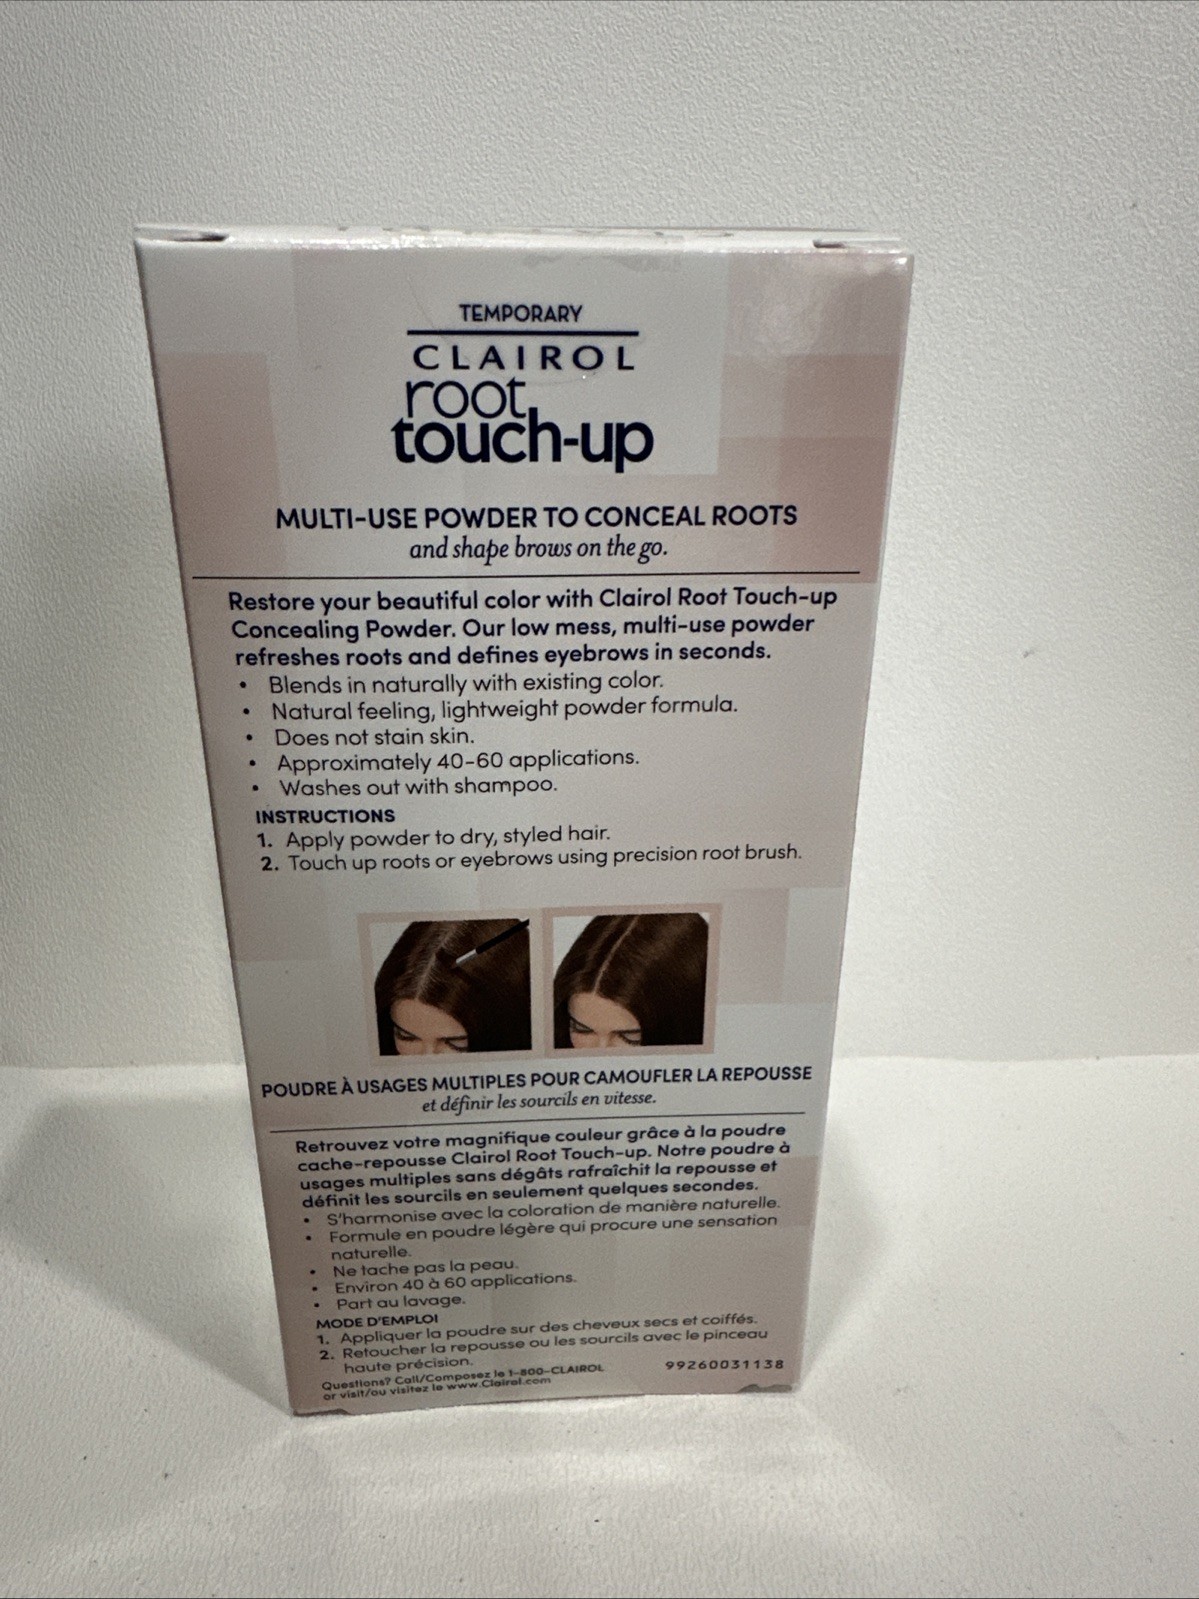 TEMPORARY
CLAIROL
root
touch-up
MULTI-USE POWDER TO CONCEAL ROOTS
and shape brows on the go.
Restore your beautiful color with Clairol Root Touch-up
Concealing Powder. Our low mess, multi-use powder
refreshes roots and defines eyebrows in seconds.
• Blends in naturally with existing color.
• Natural feeling, lightweight powder formula.
• Does not stain skin.
• Approximately 40-60 applications.
• Washes out with shampoo.
INSTRUCTIONS
1. Apply powder to dry, styled hair.
2. Touch up roots or eyebrows using precision root brush.
POUDRE À USAGES MULTIPLES POUR CAMOUFLER LA REPOUSSE
et définir les sourcils en vitesse.
Retrouvez votre magnifique couleur grâce à la poudre
cache-repousse Clairol Root Touch-up. Notre poudre à
usages multiples sans dégâts rafraîchit la repousse et
définit les sourcils en seulement quelques secondes.
• S'harmonise avec la coloration de manière naturelle.
• Formule en poudre légère qui procure une sensation
naturelle.
• Ne tache pas la peau.
• Environ 40 à 60 applications.
• Part au lavage.
MODE D'EMPLOI
1. Appliquer la poudre sur des cheveux secs et coiffés.
2. Retoucher la repousse ou les sourcils avec le pinceau
haute précision.
Questions? Call/Composez le 1-800-CLAIROL
or visit/ou visitez le www.Clairol.com
99260031138